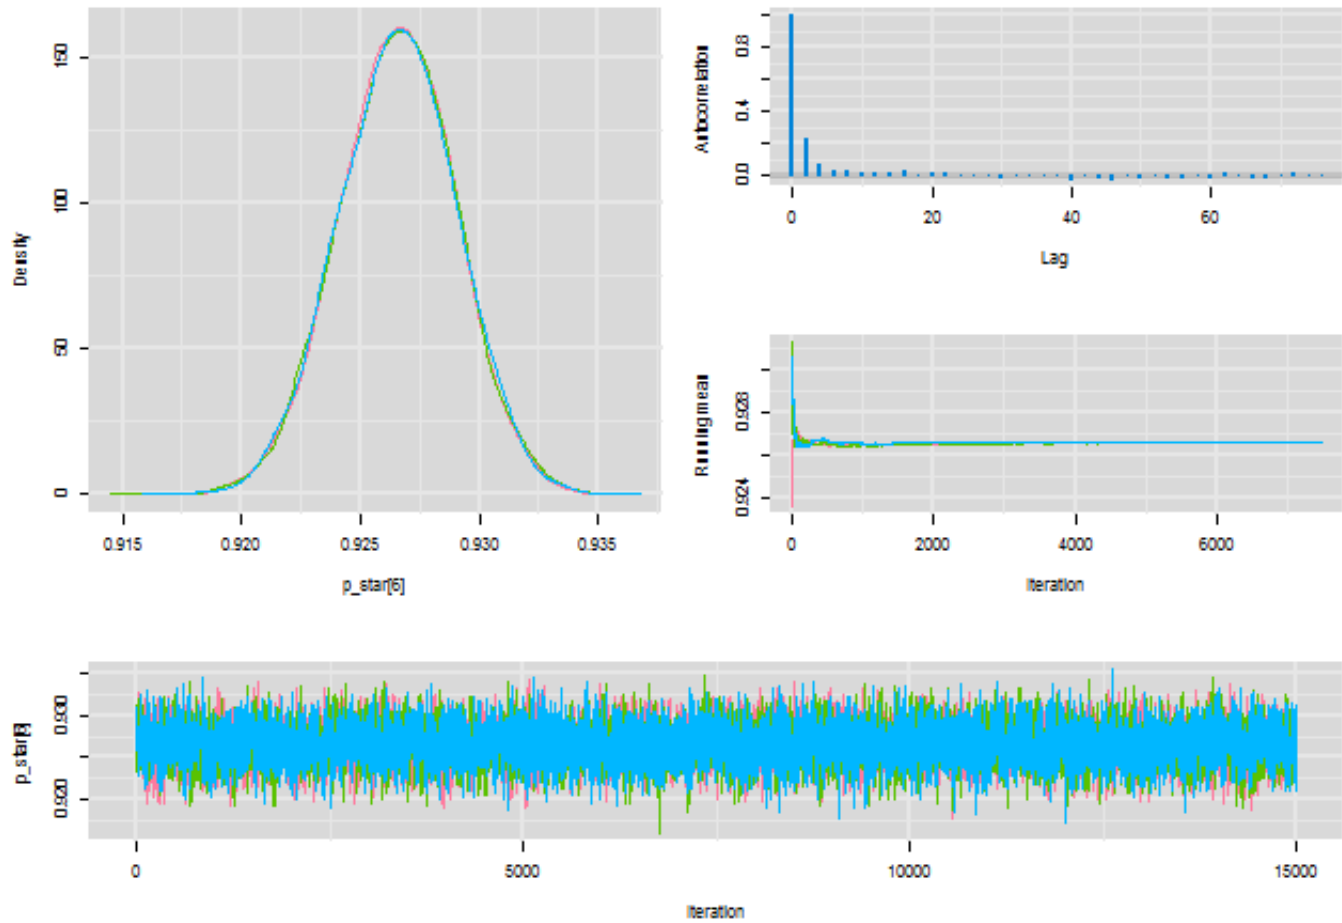 150
100
50
0
Density
0.915 0.920 0.925 0.930 0.935
p_star[6]
0.8
0.4
0.0
Autocorrelation
0 20 40 60
Lag
0.928
0.924
Running mean
0 2000 4000 6000
Iteration
0.930
0.920
p_star[6]
0 5000 10000 15000
Iteration